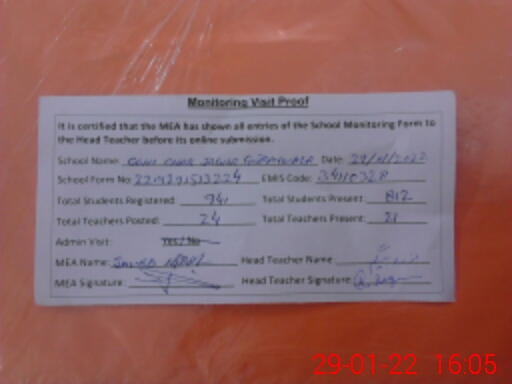 Monitoring Visit Proof
It is certified that the MEA has shown all entries of the School Monitoring Form to
the Head Teacher before its online submission.
School Name: Date: 29/01/2022
School Form No: EMIS Code:
Total Students Registered: 941 Total Students Present: 812
Total Teachers Posted: 24 Total Teachers Present: 21
Admin Visit: Yes / No
MEA Name: Head Teacher Name
MEA Signature: Head Teacher Signature
29-01-22 16:05